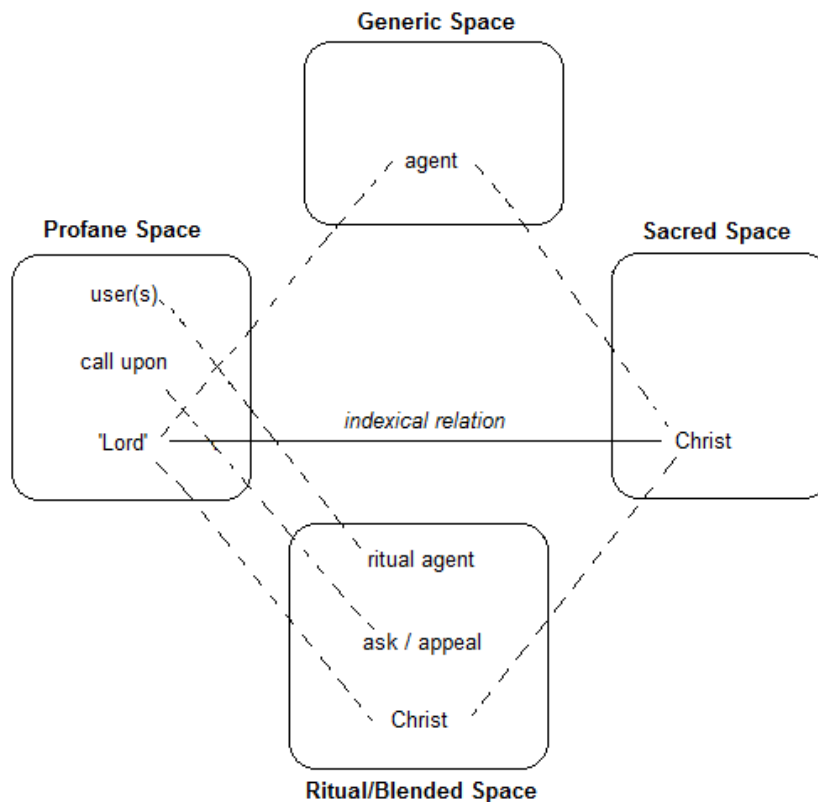 Generic Space
agent
Profane Space
Sacred Space
user(s)
call upon
indexical relation
'Lord'
Christ
ritual agent
ask / appeal
Christ
Ritual/Blended Space